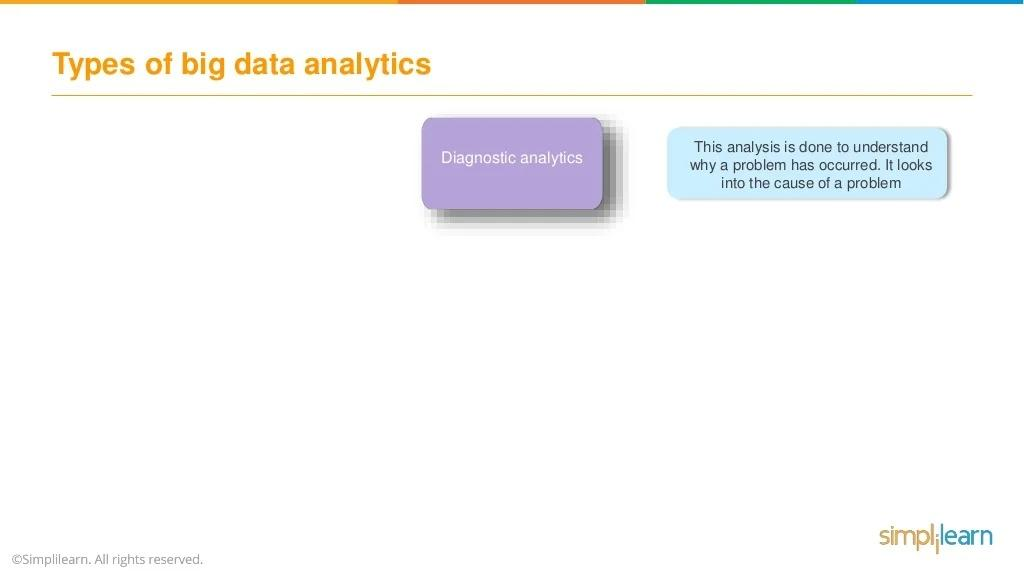 Types of big data analytics
Diagnostic analytics
This analysis is done to understand
why a problem has occurred. It looks
into the cause of a problem
simplilearn
©Simplilearn. All rights reserved.